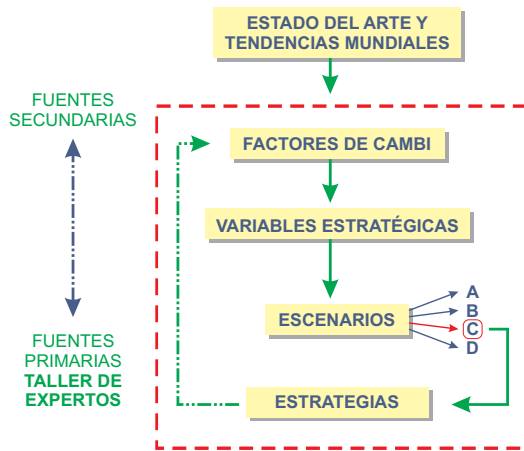 ESTADO DEL ARTE Y
TENDENCIAS MUNDIALES
FUENTES
SECUNDARIAS
FACTORES DE CAMBI
VARIABLES ESTRATÉGICAS
ESCENARIOS
A
B
C
D
FUENTES
PRIMARIAS
TALLER DE
EXPERTOS
ESTRATEGIAS